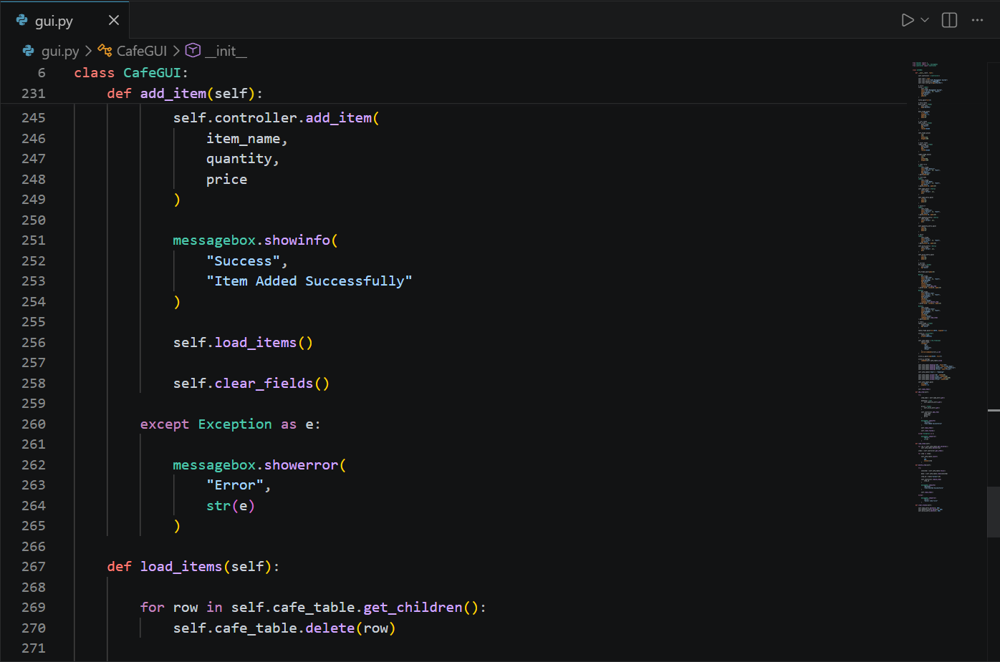 gui.py
gui.py > CafeGUI > __init__
6 class CafeGUI:
231     def add_item(self):
245             self.controller.add_item(
246                 item_name,
247                 quantity,
248                 price
249             )
250
251             messagebox.showinfo(
252                 "Success",
253                 "Item Added Successfully"
254             )
255
256             self.load_items()
257
258             self.clear_fields()
259
260         except Exception as e:
261
262             messagebox.showerror(
263                 "Error",
264                 str(e)
265             )
266
267     def load_items(self):
268
269         for row in self.cafe_table.get_children():
270             self.cafe_table.delete(row)
271